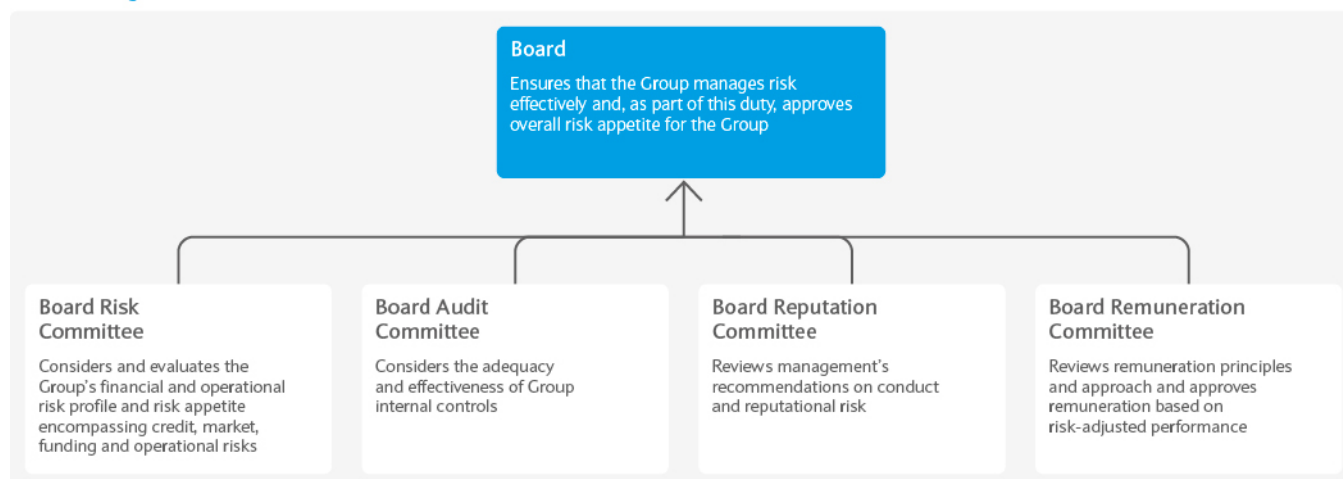 Board
Ensures that the Group manages risk
effectively and, as part of this duty, approves
overall risk appetite for the Group
Board Risk
Committee
Considers and evaluates the
Group's financial and operational
risk profile and risk appetite
encompassing credit, market,
funding and operational risks
Board Audit
Committee
Considers the adequacy
and effectiveness of Group
internal controls
Board Reputation
Committee
Reviews management's
recommendations on conduct
and reputational risk
Board Remuneration
Committee
Reviews remuneration principles
and approach and approves
remuneration based on
risk-adjusted performance